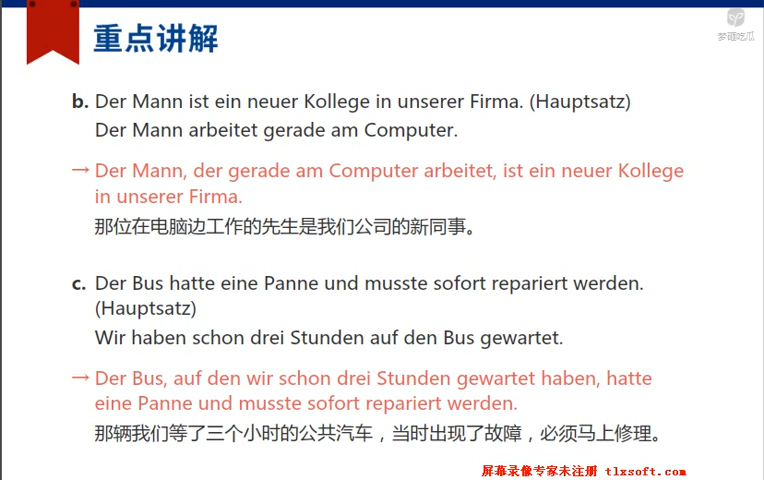 重点讲解
梦砸吃瓜
b. Der Mann ist ein neuer Kollege in unserer Firma. (Hauptsatz)
Der Mann arbeitet gerade am Computer.
→ Der Mann, der gerade am Computer arbeitet, ist ein neuer Kollege
in unserer Firma.
那位在电脑边工作的先生是我们公司的新同事。
c. Der Bus hatte eine Panne und musste sofort repariert werden.
(Hauptsatz)
Wir haben schon drei Stunden auf den Bus gewartet.
→ Der Bus, auf den wir schon drei Stunden gewartet haben, hatte
eine Panne und musste sofort repariert werden.
那辆我们等了三个小时的公共汽车，当时出现了故障，必须马上修理。
屏幕录像专家未注册 tlxsoft.com